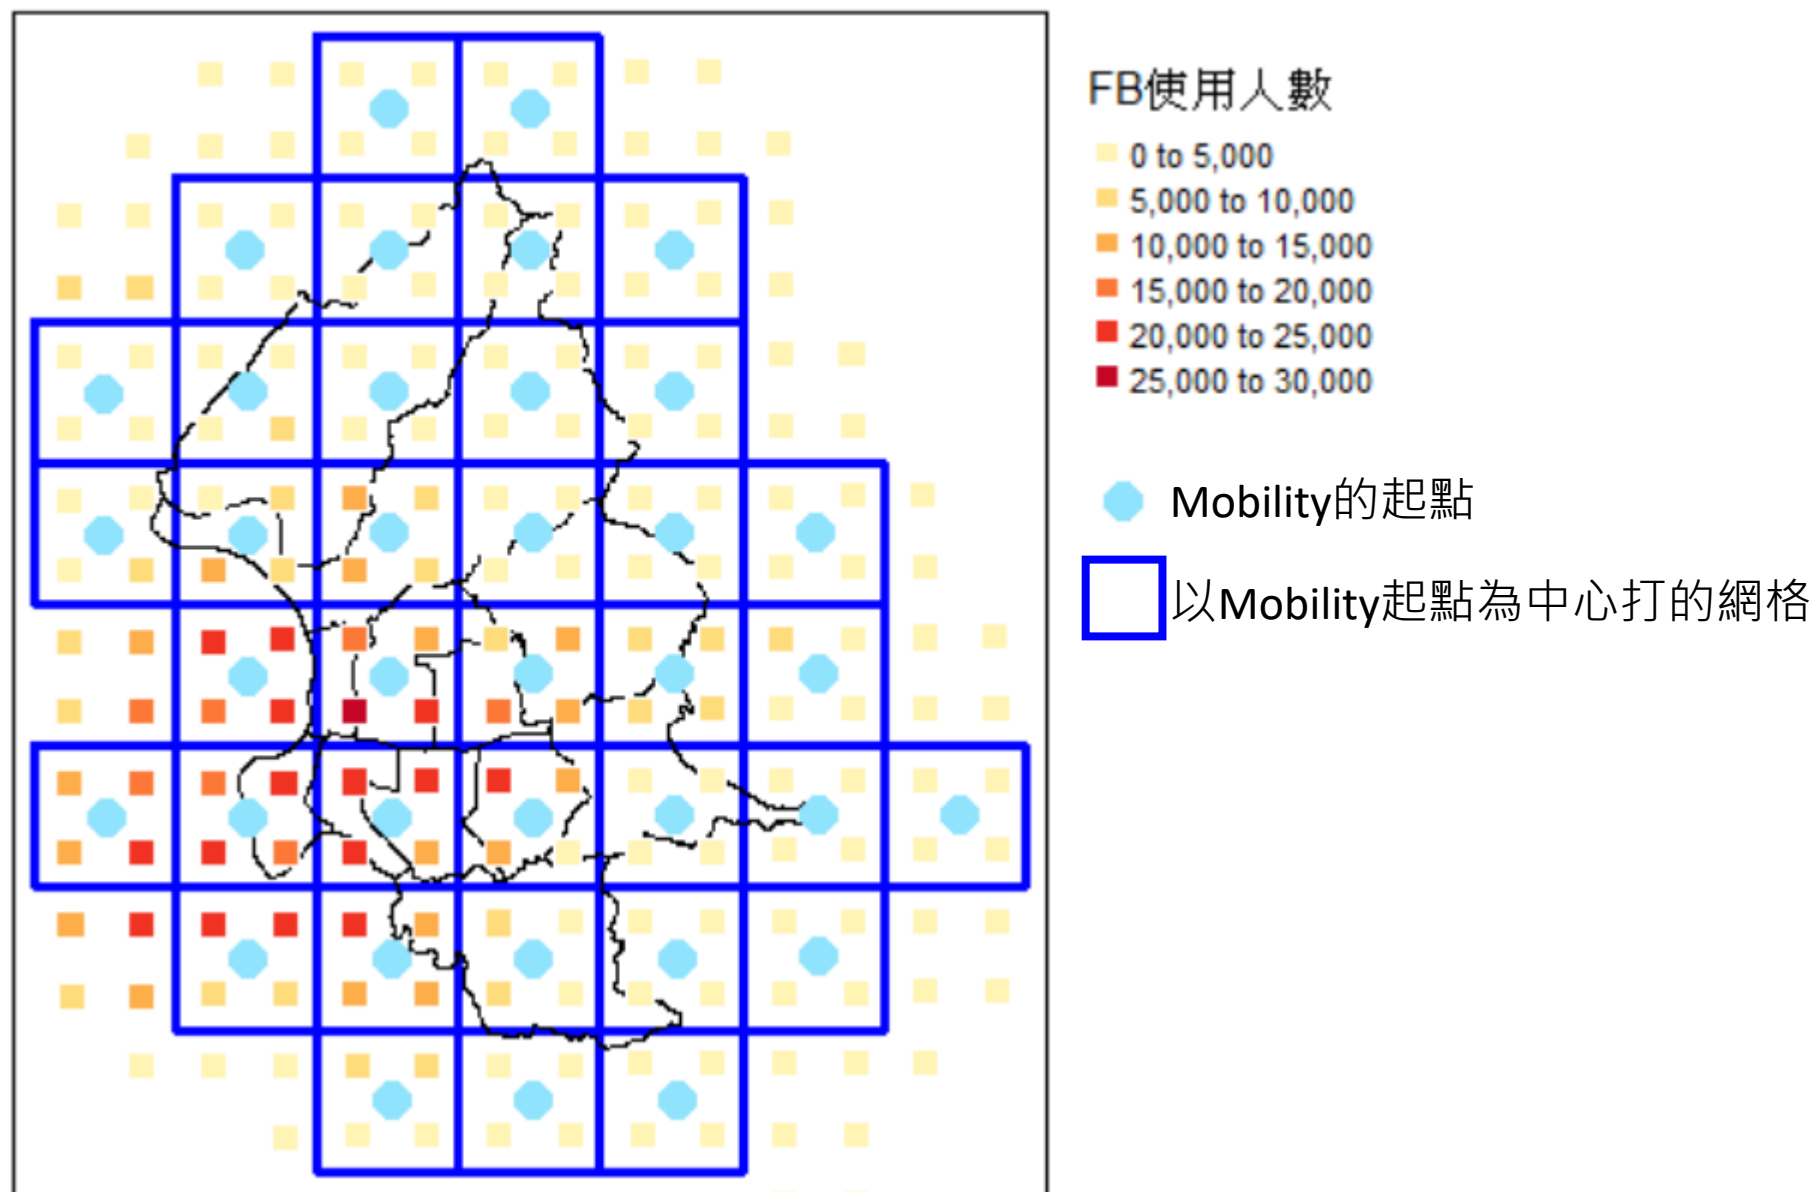 FB使用人數
0 to 5,000
5,000 to 10,000
10,000 to 15,000
15,000 to 20,000
20,000 to 25,000
25,000 to 30,000
Mobility的起點
以Mobility起點為中心打的網格